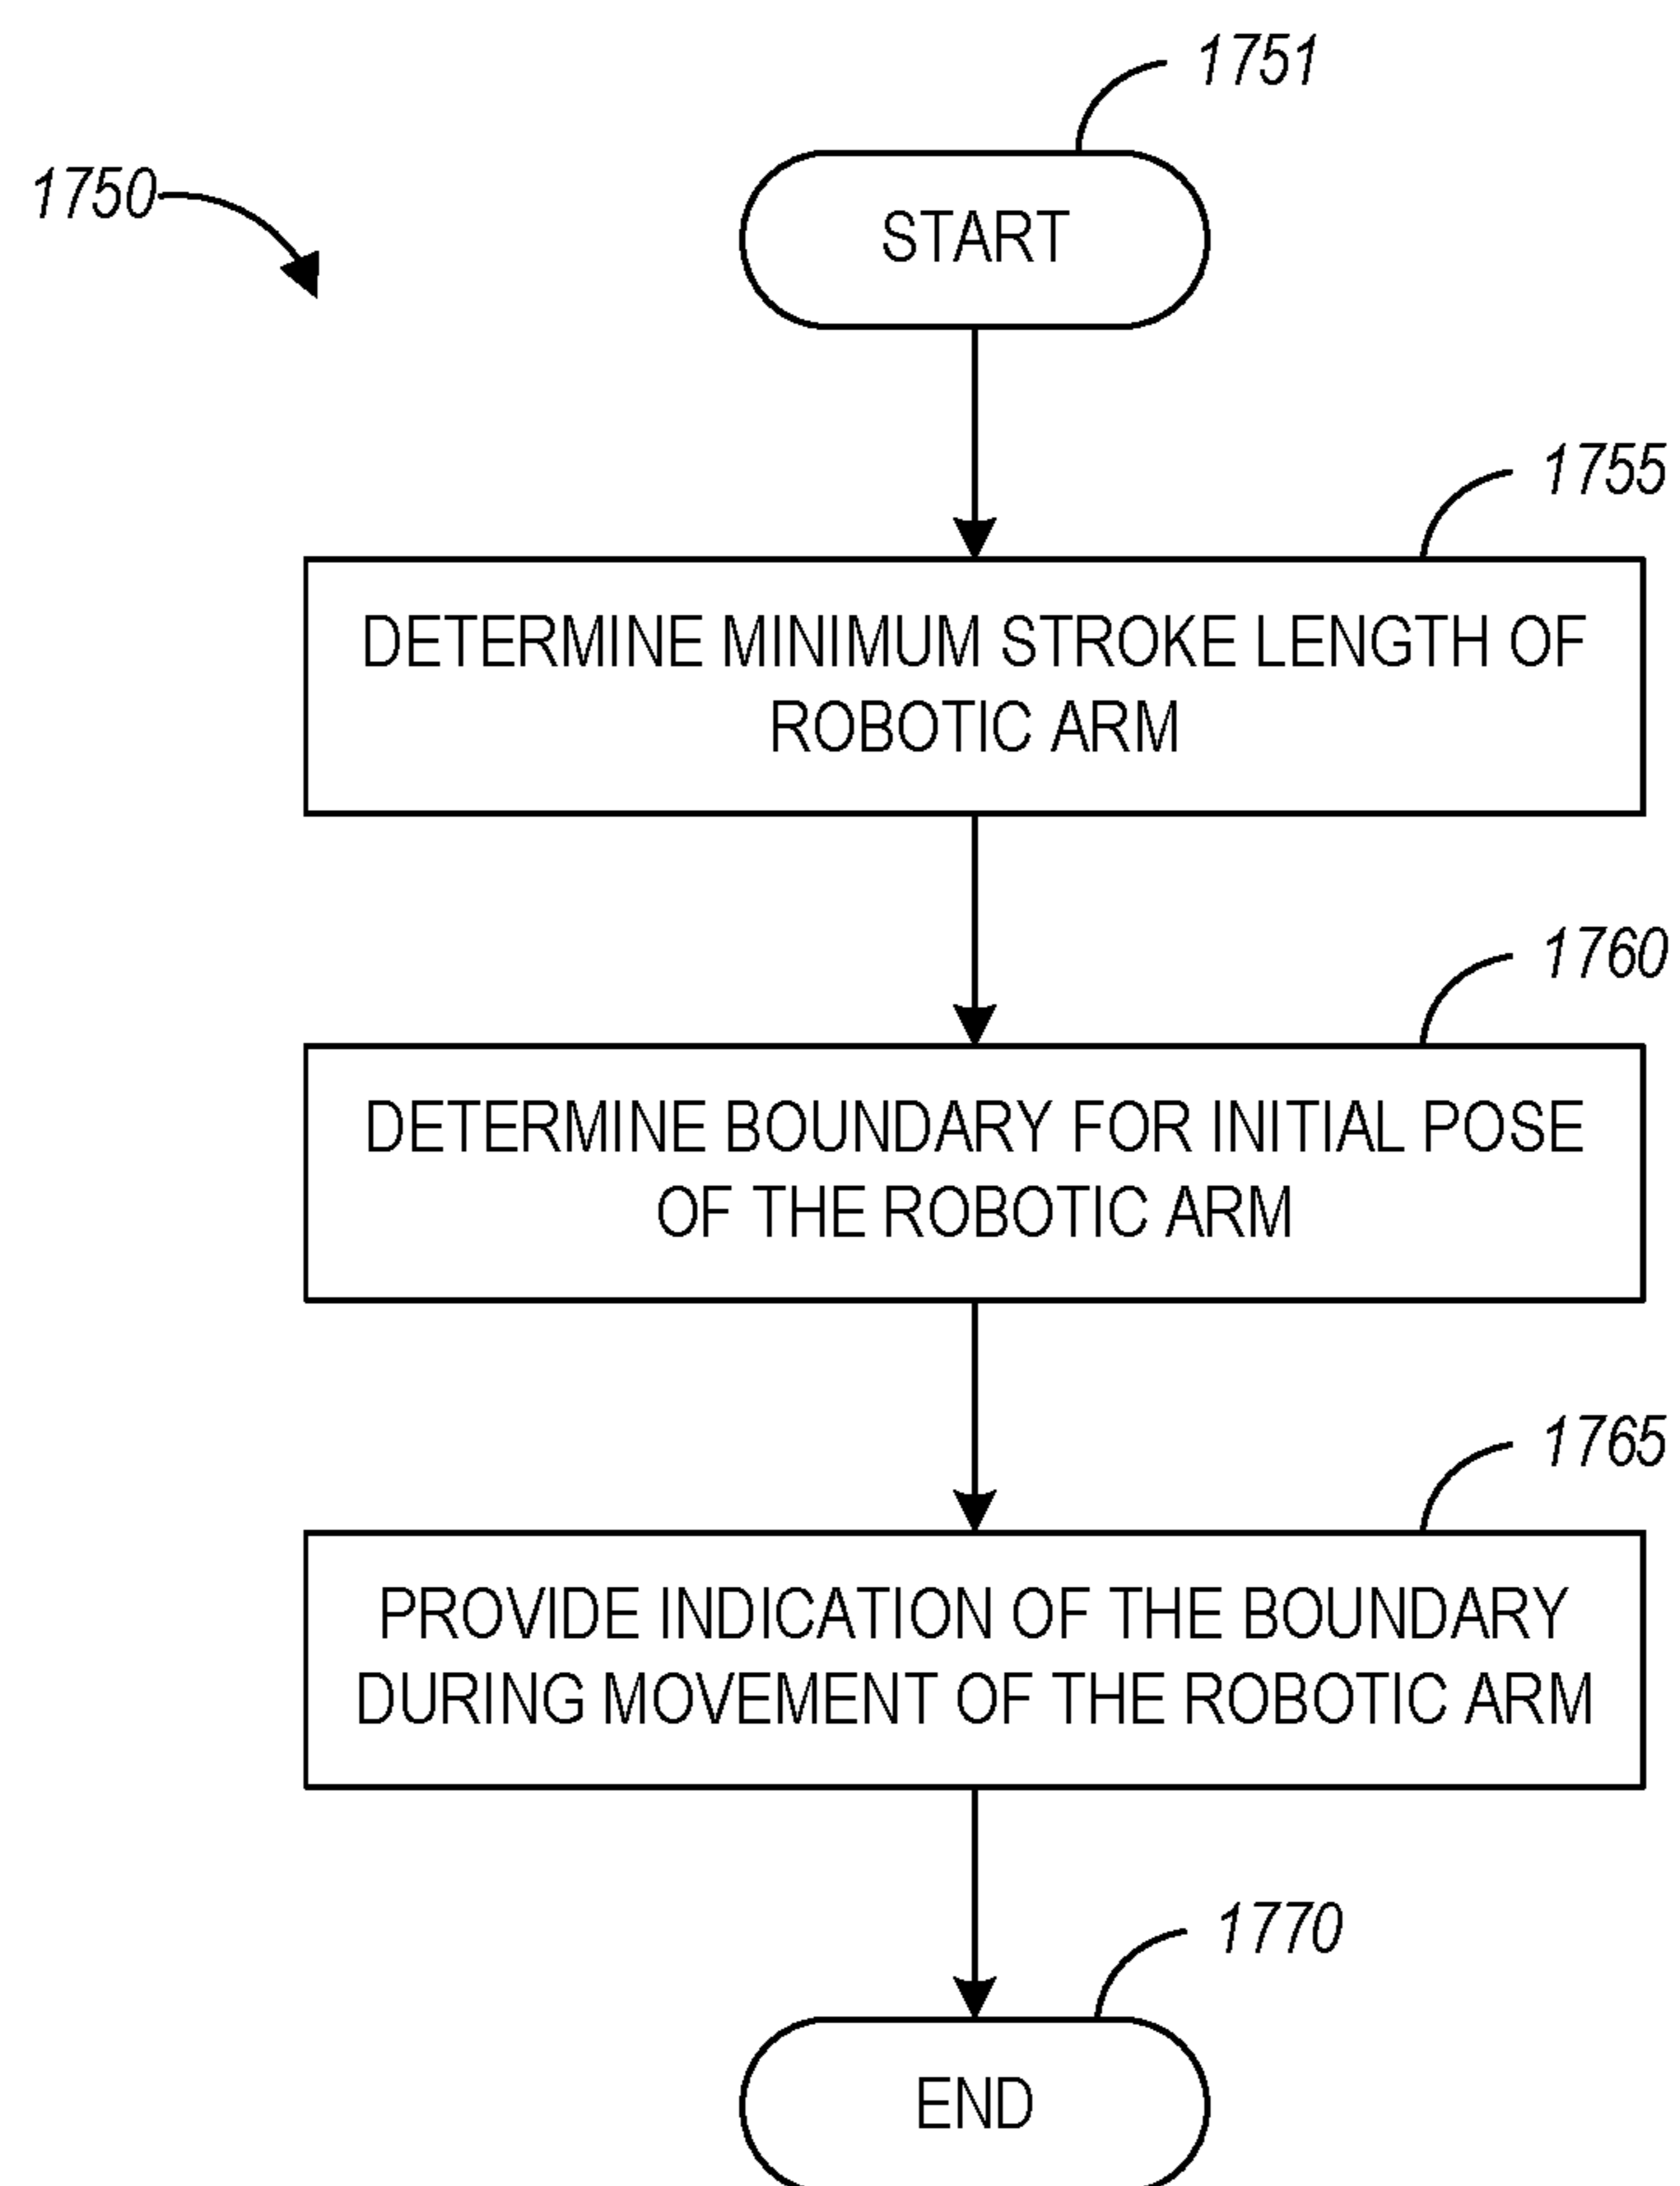 1751
1750
START
1755
DETERMINE MINIMUM STROKE LENGTH OF
ROBOTIC ARM
1760
DETERMINE BOUNDARY FOR INITIAL POSE
OF THE ROBOTIC ARM
1765
PROVIDE INDICATION OF THE BOUNDARY
DURING MOVEMENT OF THE ROBOTIC ARM
1770
END